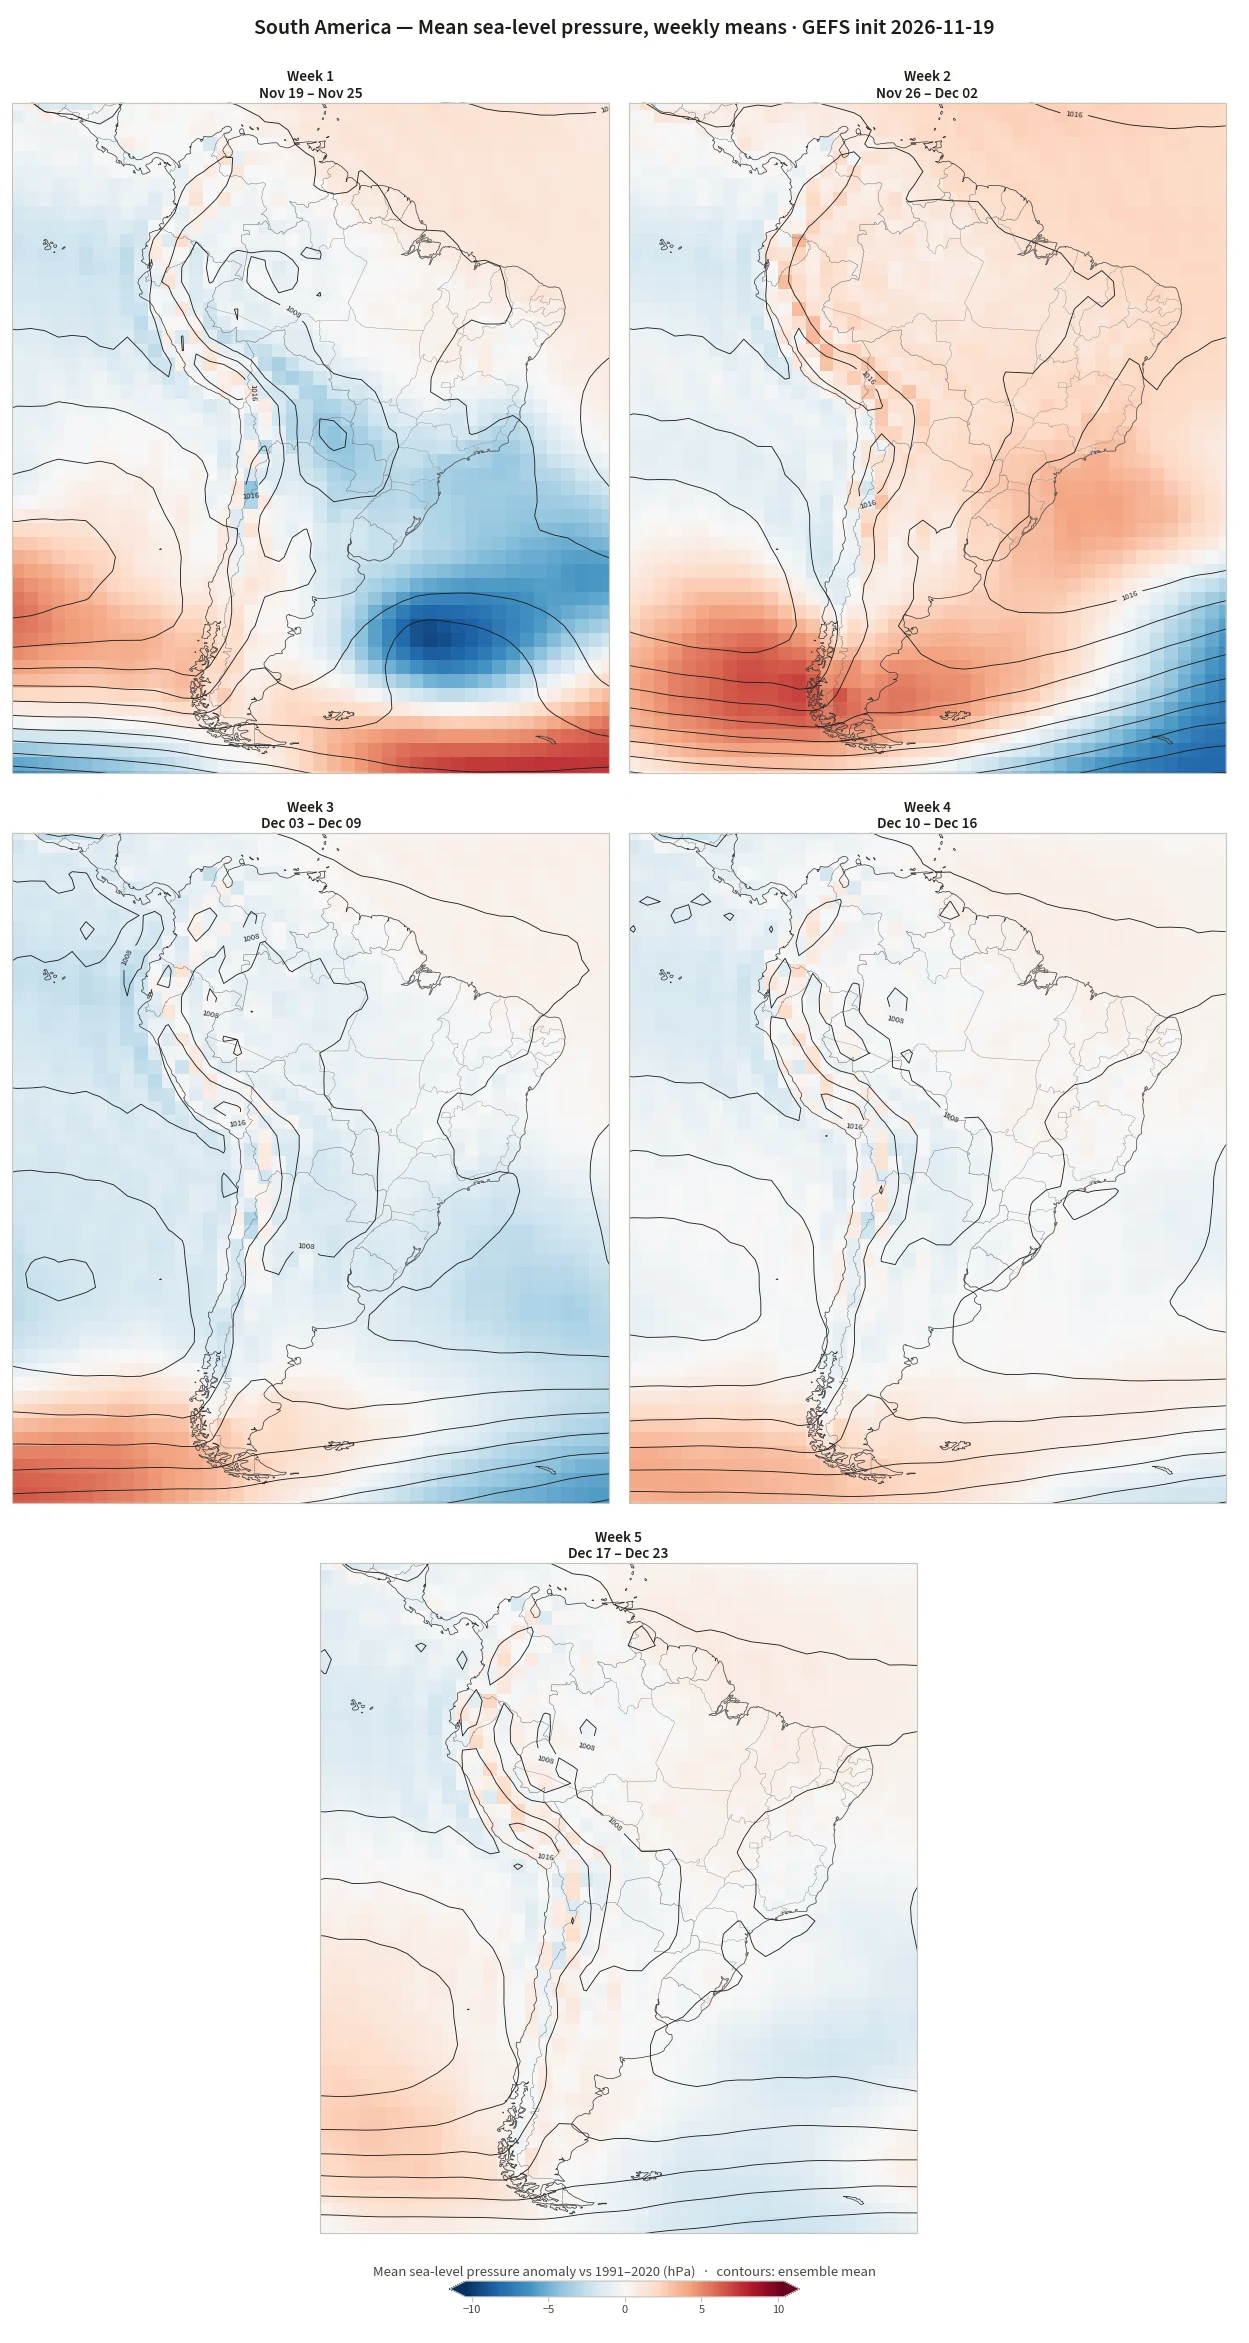 South America — Mean sea-level pressure, weekly means · GEFS init 2026-11-19
Week 1
Nov 19 – Nov 25
Week 2
Nov 26 – Dec 02
10
1008
1016
1016
1016
1016
1016
1016
Week 3
Dec 03 – Dec 09
Week 4
Dec 10 – Dec 16
1008
1008
1008
1016
1008
1008
1008
1016
Week 5
Dec 17 – Dec 23
1008
1008
1008
1016
Mean sea-level pressure anomaly vs 1991–2020 (hPa) · contours: ensemble mean
−10 −5 0 5 10